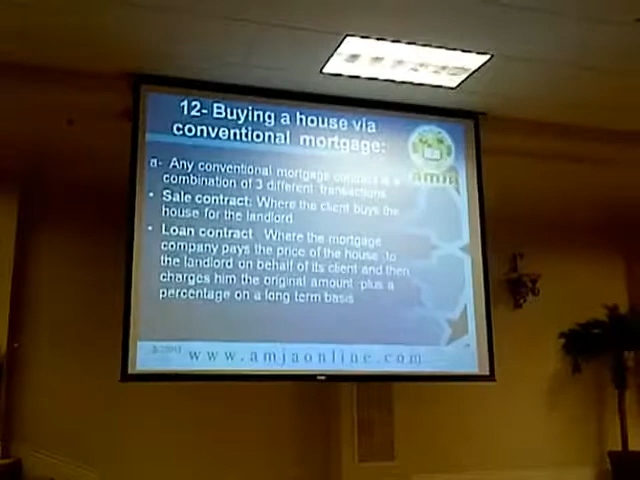 12- Buying a house via
conventional mortgage:
a- Any conventional mortgage contract is a
combination of 3 different transactions
• Sale contract: Where the client buys the
house for the landlord
• Loan contract Where the mortgage
company pays the price of the house to
the landlord on behalf of its client and then
charges him the original amount plus a
percentage on a long term basis
amja
www.amjaonline.com